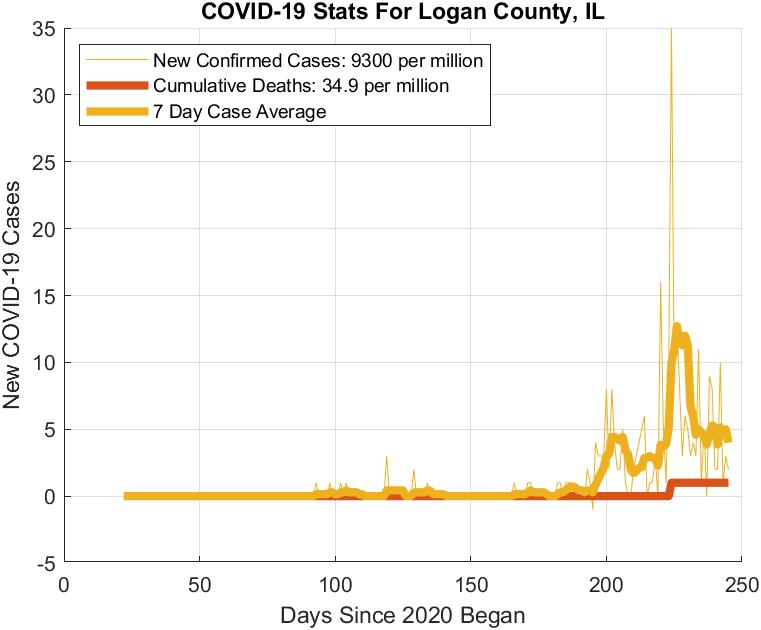 COVID-19 Stats For Logan County, IL
35
30
25
20
15
10
5
0
-5
New COVID-19 Cases
New Confirmed Cases: 9300 per million
Cumulative Deaths: 34.9 per million
7 Day Case Average
0 50 100 150 200 250
Days Since 2020 Began